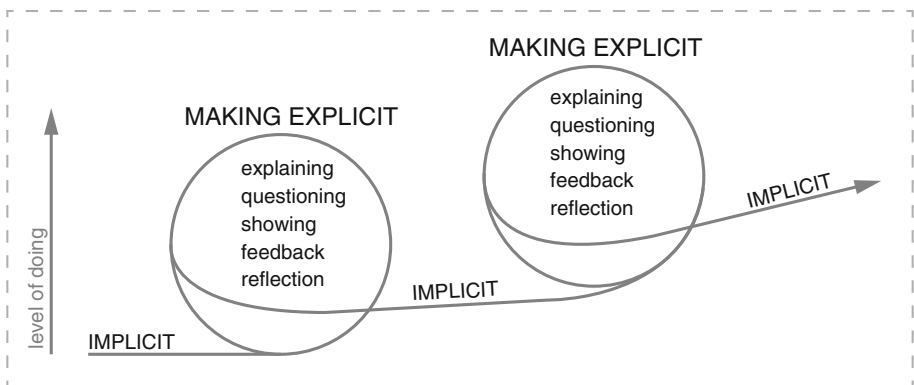 MAKING EXPLICIT
explaining
questioning
showing
feedback
reflection
MAKING EXPLICIT
explaining
questioning
showing
feedback
reflection
level of doing
IMPLICIT
IMPLICIT
IMPLICIT